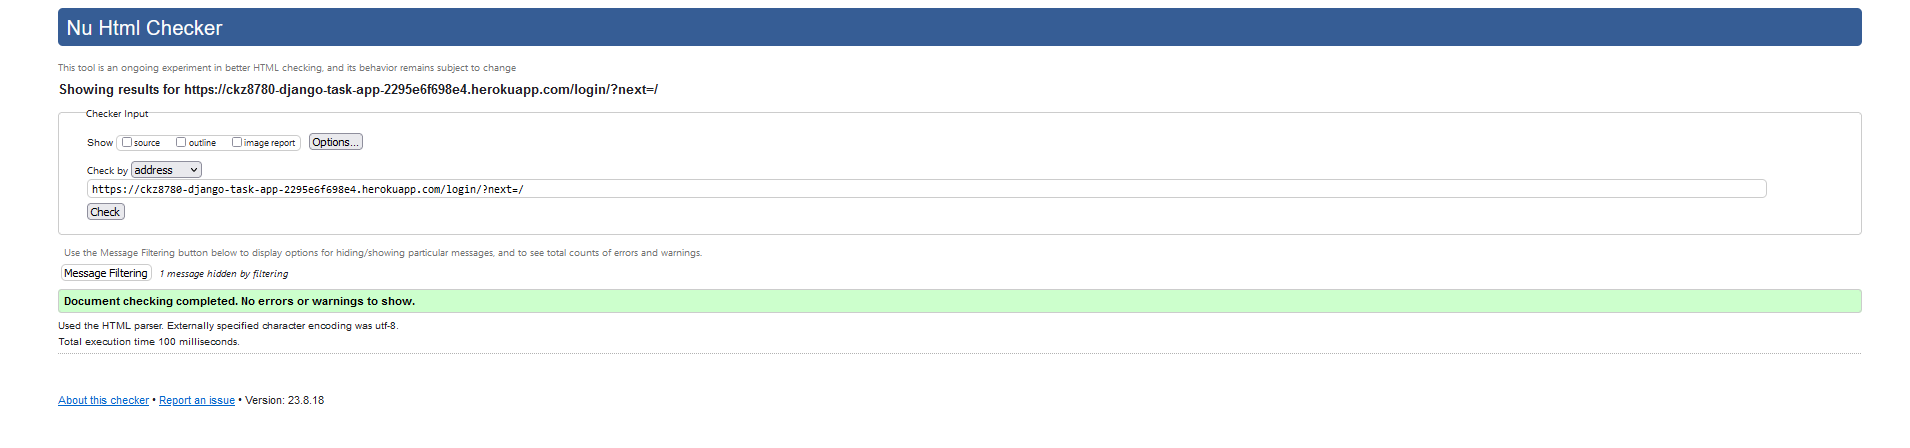 Nu Html Checker
This tool is an ongoing experiment in better HTML checking, and its behavior remains subject to change
Showing results for https://ckz8780-django-task-app-2295e6f698e4.herokuapp.com/login/?next=/
Checker Input
Show source outline image report Options...
Check by address
https://ckz8780-django-task-app-2295e6f698e4.herokuapp.com/login/?next=/
Check
Use the Message Filtering button below to display options for hiding/showing particular messages, and to see total counts of errors and warnings.
Message Filtering 1 message hidden by filtering
Document checking completed. No errors or warnings to show.
Used the HTML parser. Externally specified character encoding was utf-8.
Total execution time 100 milliseconds.
About this checker • Report an issue • Version: 23.8.18